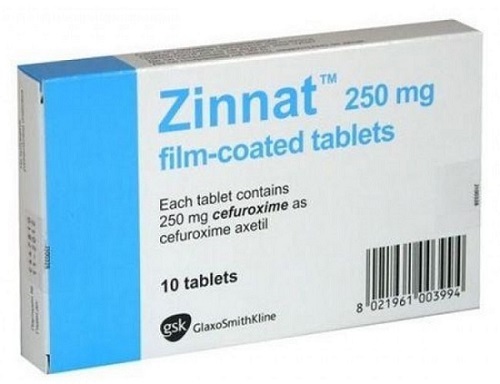 Zinnat™ 250 mg
film-coated tablets
Each tablet contains
250 mg cefuroxime as
cefuroxime axetil
10 tablets
gsk GlaxoSmithKline
8 021961 003994